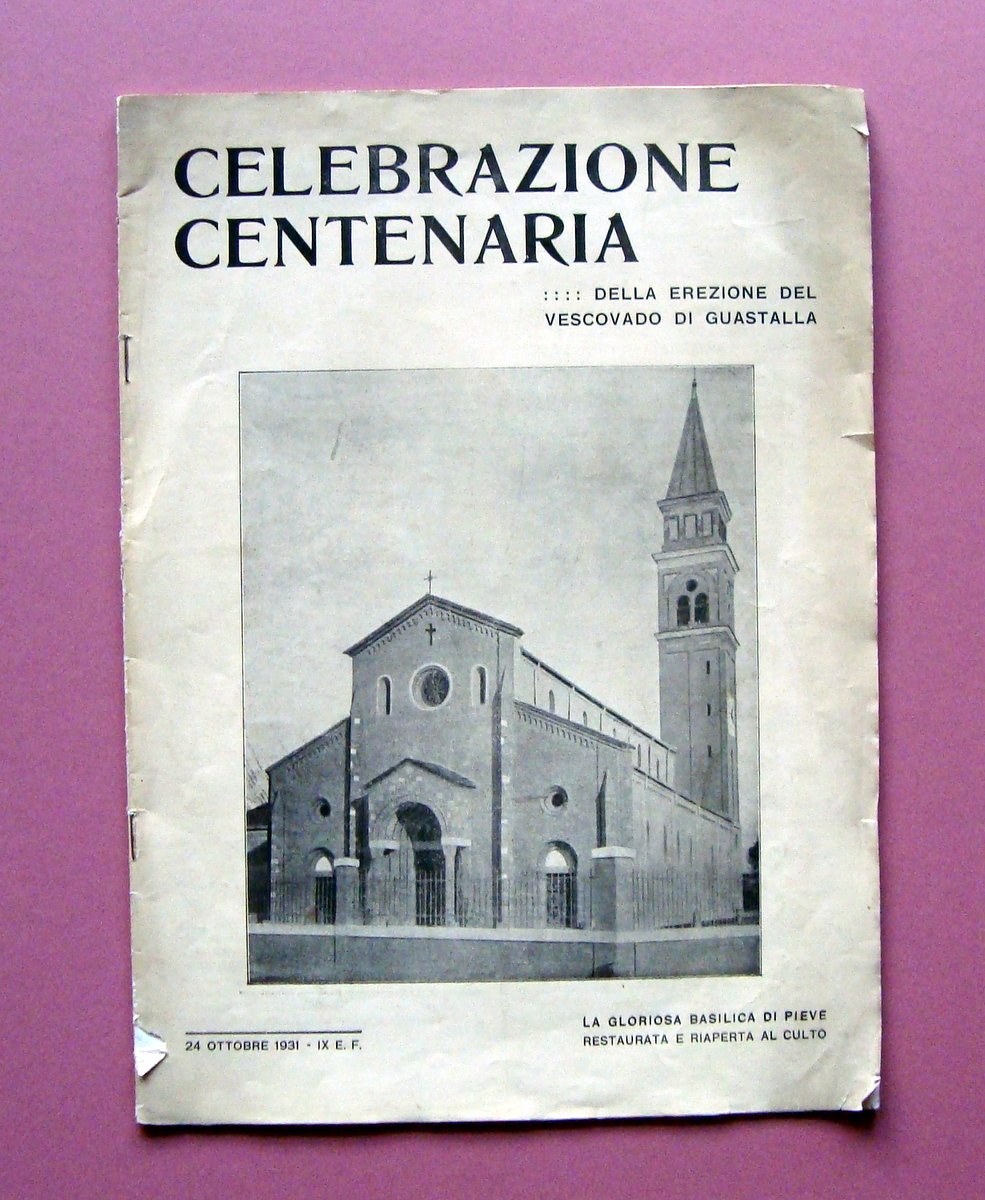 CELEBRAZIONE
CENTENARIA
:::: DELLA EREZIONE DEL
VESCOVADO DI GUASTALLA
24 OTTOBRE 1931 - IX E. F.
LA GLORIOSA BASILICA DI PIEVE
RESTAURATA E RIAPERTA AL CULTO